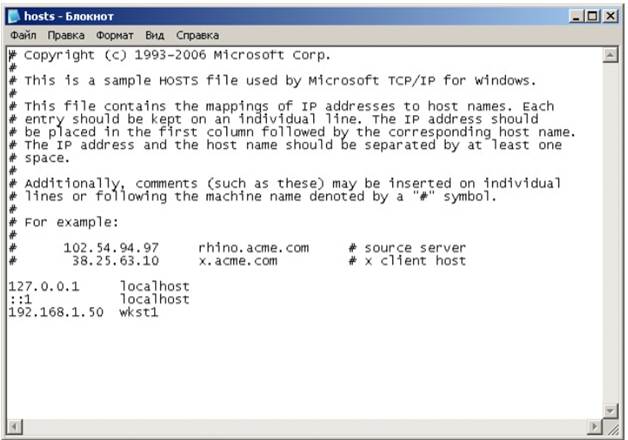 hosts - Блокнот
Файл Правка Формат Вид Справка
# Copyright (c) 1993-2006 Microsoft Corp.
#
# This is a sample HOSTS file used by Microsoft TCP/IP for Windows.
#
# This file contains the mappings of IP addresses to host names. Each
# entry should be kept on an individual line. The IP address should
# be placed in the first column followed by the corresponding host name.
# The IP address and the host name should be separated by at least one
# space.
#
# Additionally, comments (such as these) may be inserted on individual
# lines or following the machine name denoted by a "#" symbol.
#
# For example:
#
#      102.54.94.97     rhino.acme.com     # source server
#       38.25.63.10     x.acme.com         # x client host
127.0.0.1     localhost
::1           localhost
192.168.1.50  wkst1